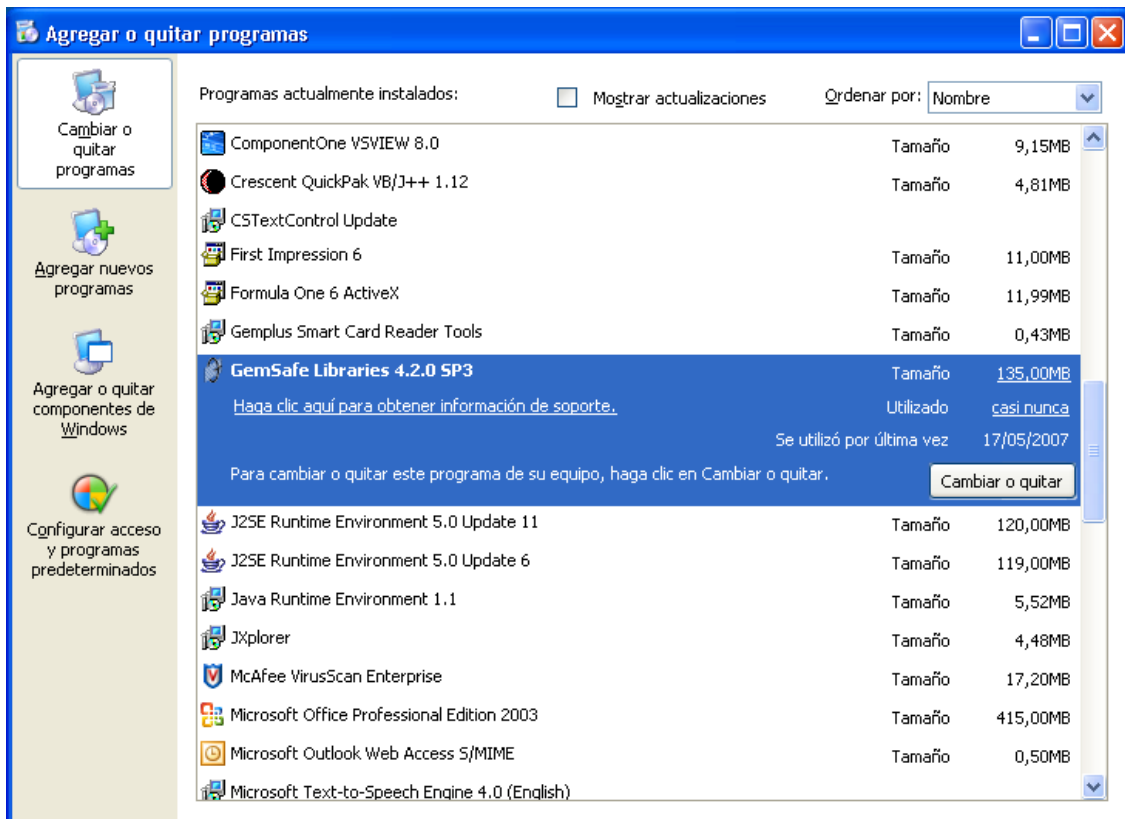 Agregar o quitar programas
Cambiar o
quitar
programas
Agregar nuevos
programas
Agregar o quitar
componentes de
Windows
Configurar acceso
y programas
predeterminados
Programas actualmente instalados: Mostrar actualizaciones Ordenar por: Nombre
ComponentOne VSVIEW 8.0 Tamaño 9,15MB
Crescent QuickPak VB/J++ 1.12 Tamaño 4,81MB
CSTextControl Update
First Impression 6 Tamaño 11,00MB
Formula One 6 ActiveX Tamaño 11,99MB
Gemplus Smart Card Reader Tools Tamaño 0,43MB
GemSafe Libraries 4.2.0 SP3 Tamaño 135,00MB
Haga clic aquí para obtener información de soporte. Utilizado casi nunca
Se utilizó por última vez 17/05/2007
Para cambiar o quitar este programa de su equipo, haga clic en Cambiar o quitar. Cambiar o quitar
J2SE Runtime Environment 5.0 Update 11 Tamaño 120,00MB
J2SE Runtime Environment 5.0 Update 6 Tamaño 119,00MB
Java Runtime Environment 1.1 Tamaño 5,52MB
JXplorer Tamaño 4,48MB
McAfee VirusScan Enterprise Tamaño 17,20MB
Microsoft Office Professional Edition 2003 Tamaño 415,00MB
Microsoft Outlook Web Access S/MIME Tamaño 0,50MB
Microsoft Text-to-Speech Engine 4.0 (English)